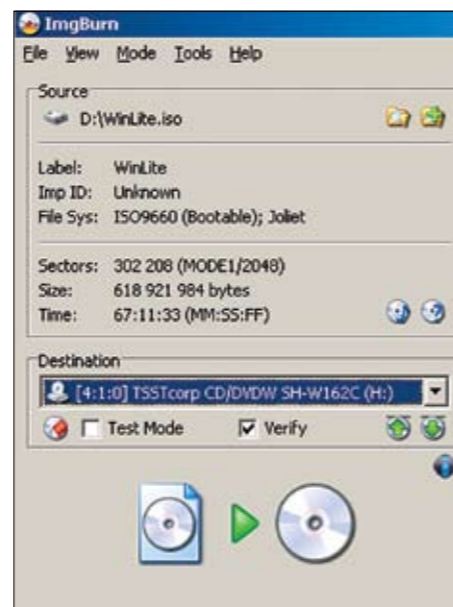 ImgBurn
File View Mode Tools Help
Source
D:\WinLite.iso
Label: WinLite
Imp ID: Unknown
File Sys: ISO9660 (Bootable); Joliet
Sectors: 302 208 (MODE1/2048)
Size: 618 921 984 bytes
Time: 67:11:33 (MM:SS:FF)
Destination
[4:1:0] TSSTcorp CD/DVDW SH-W162C (H:)
Test Mode Verify